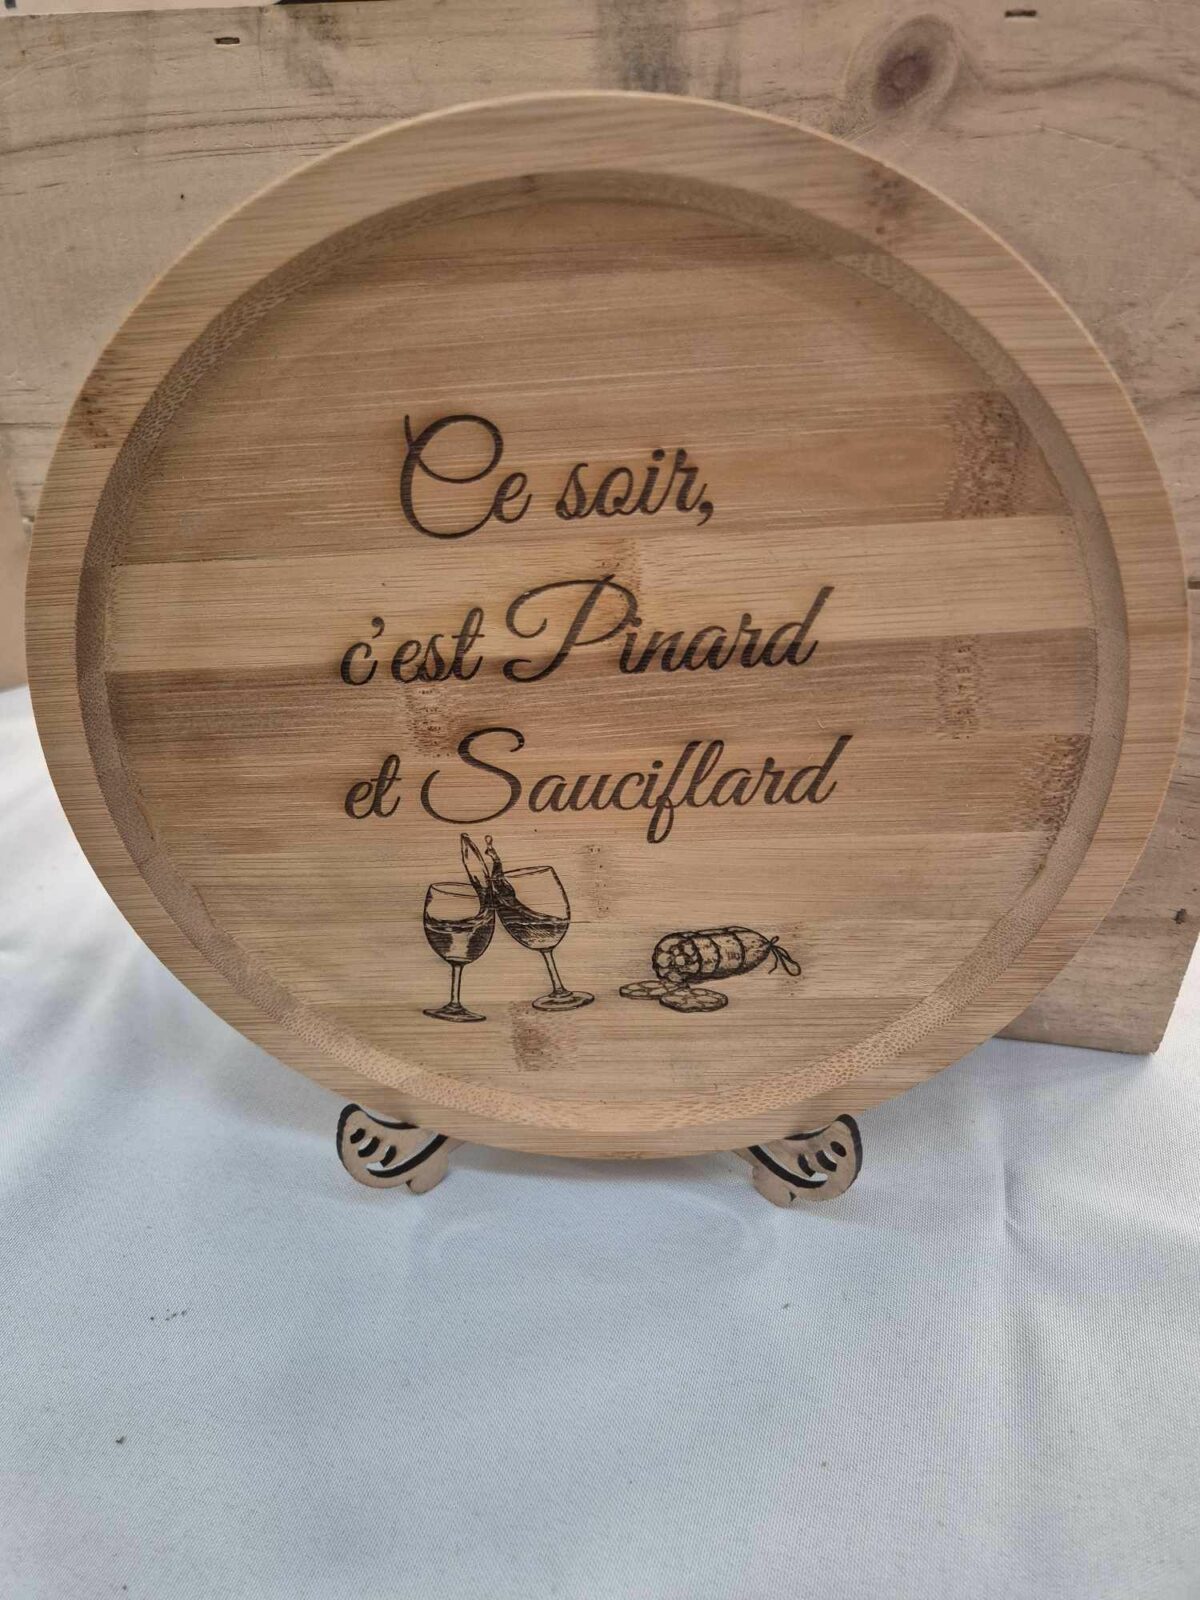 Ce soir,
c'est Pinard
et Sauciflard